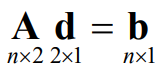 A d = b
n×2 2×1 n×1